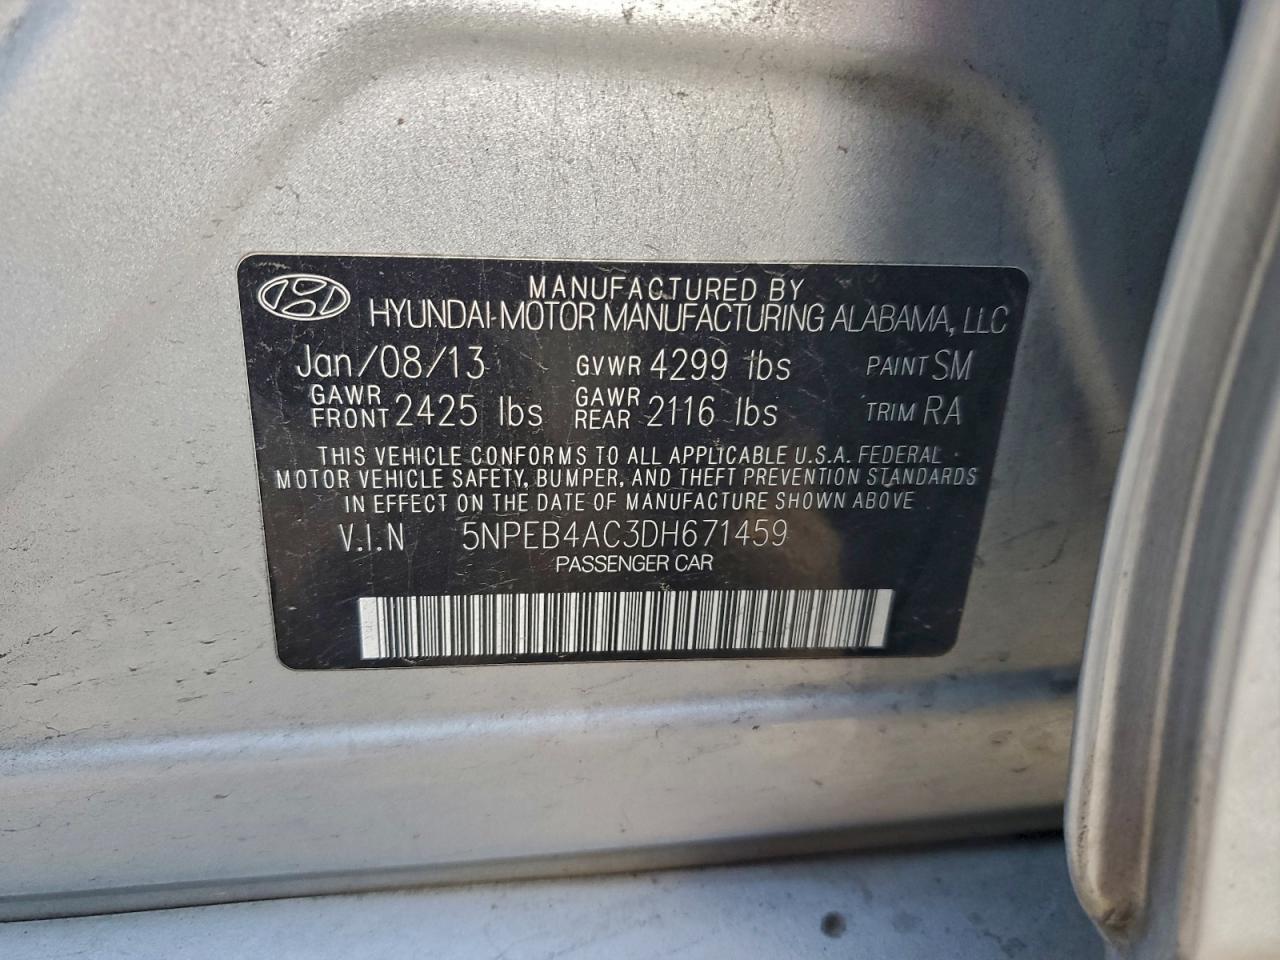 MANUFACTURED BY
HYUNDAI MOTOR MANUFACTURING ALABAMA, LLC
Jan/08/13 GVWR 4299 lbs PAINT SM
GAWR FRONT 2425 lbs GAWR REAR 2116 lbs TRIM RA
THIS VEHICLE CONFORMS TO ALL APPLICABLE U.S.A. FEDERAL
MOTOR VEHICLE SAFETY, BUMPER, AND THEFT PREVENTION STANDARDS
IN EFFECT ON THE DATE OF MANUFACTURE SHOWN ABOVE
V.I.N 5NPEB4AC3DH671459
PASSENGER CAR